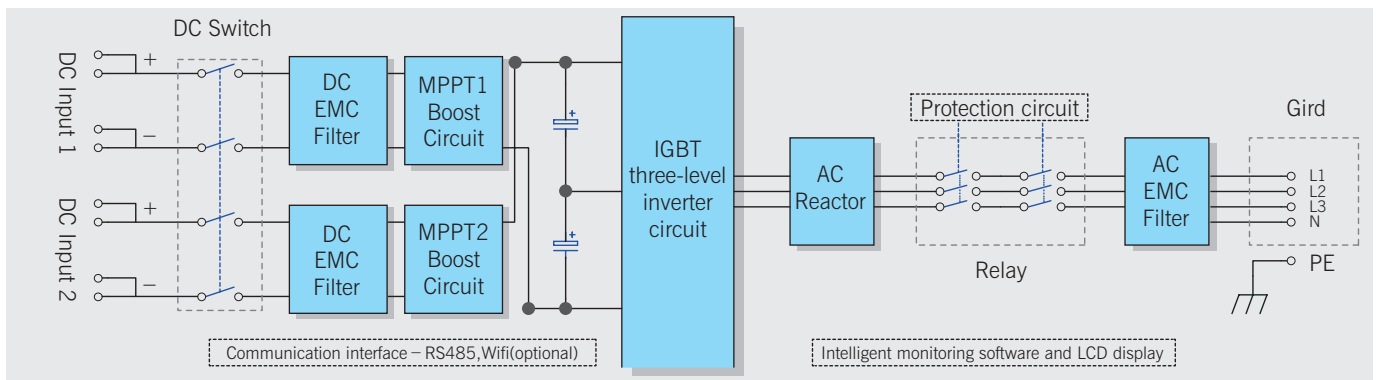 DC Switch
DC Input 1
+
−
DC Input 2
+
−
DC
EMC
Filter
MPPT1
Boost
Circuit
DC
EMC
Filter
MPPT2
Boost
Circuit
+
+
IGBT
three-level
inverter
circuit
AC
Reactor
Protection circuit
Relay
AC
EMC
Filter
Gird
L1
L2
L3
N
PE
Communication interface – RS485,Wifi(optional)
Intelligent monitoring software and LCD display